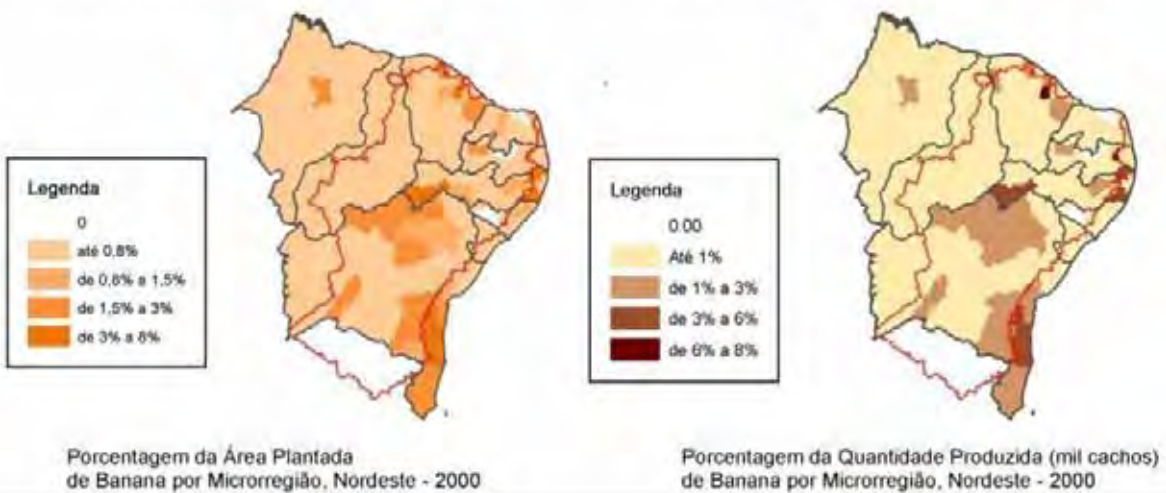 Legenda
0
até 0,8%
de 0,8% a 1,5%
de 1,5% a 3%
de 3% a 8%
Porcentagem da Área Plantada
de Banana por Microrregião, Nordeste - 2000
Legenda
0.00
Até 1%
de 1% a 3%
de 3% a 6%
de 6% a 8%
Porcentagem da Quantidade Produzida (mil cachos)
de Banana por Microrregião, Nordeste - 2000